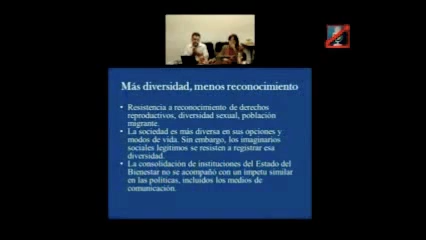 Más diversidad, menos reconocimiento
• Resistencia a reconocimiento de derechos
reproductivos, diversidad sexual, población
migrante.
• La sociedad es más diversa en sus opciones y
modos de vida. Sin embargo, los imaginarios
sociales legítimos se resisten a registrar esa
diversidad.
• La consolidación de instituciones del Estado del
Bienestar no se acompañó con un ímpetu similar
en las políticas, incluidos los medios de
comunicación.